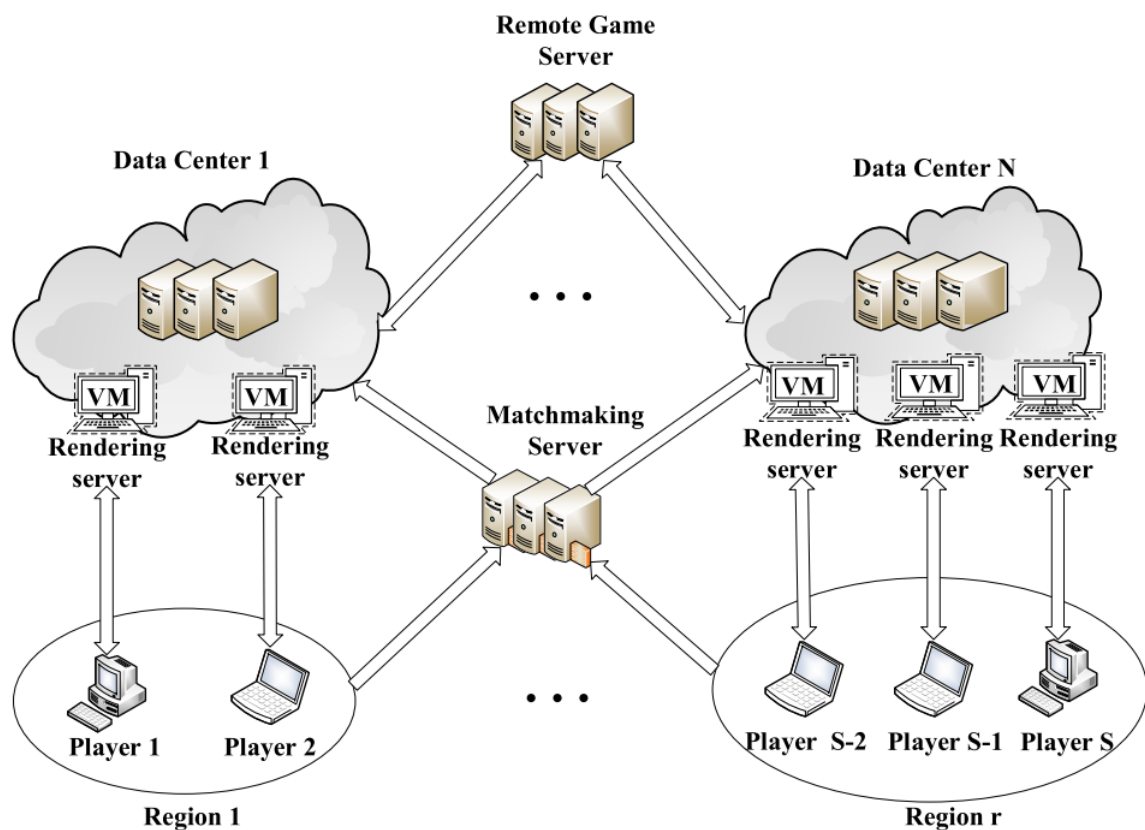 Remote Game
Server
Data Center 1
Data Center N
VM
VM
VM
VM
VM
Rendering
server
Rendering
server
Matchmaking
Server
Rendering
server
Rendering
server
Rendering
server
Player 1
Player 2
Player S-2
Player S-1
Player S
Region 1
Region r